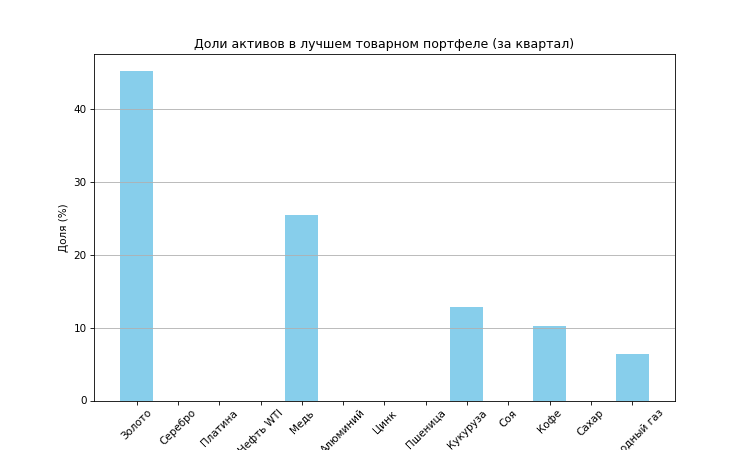 Доли активов в лучшем товарном портфеле (за квартал)
Доля (%)
40
30
20
10
0
Золото
Серебро
Платина
Нефть WTI
Медь
Алюминий
Цинк
Пшеница
Кукуруза
Соя
Кофе
Сахар
одный газ